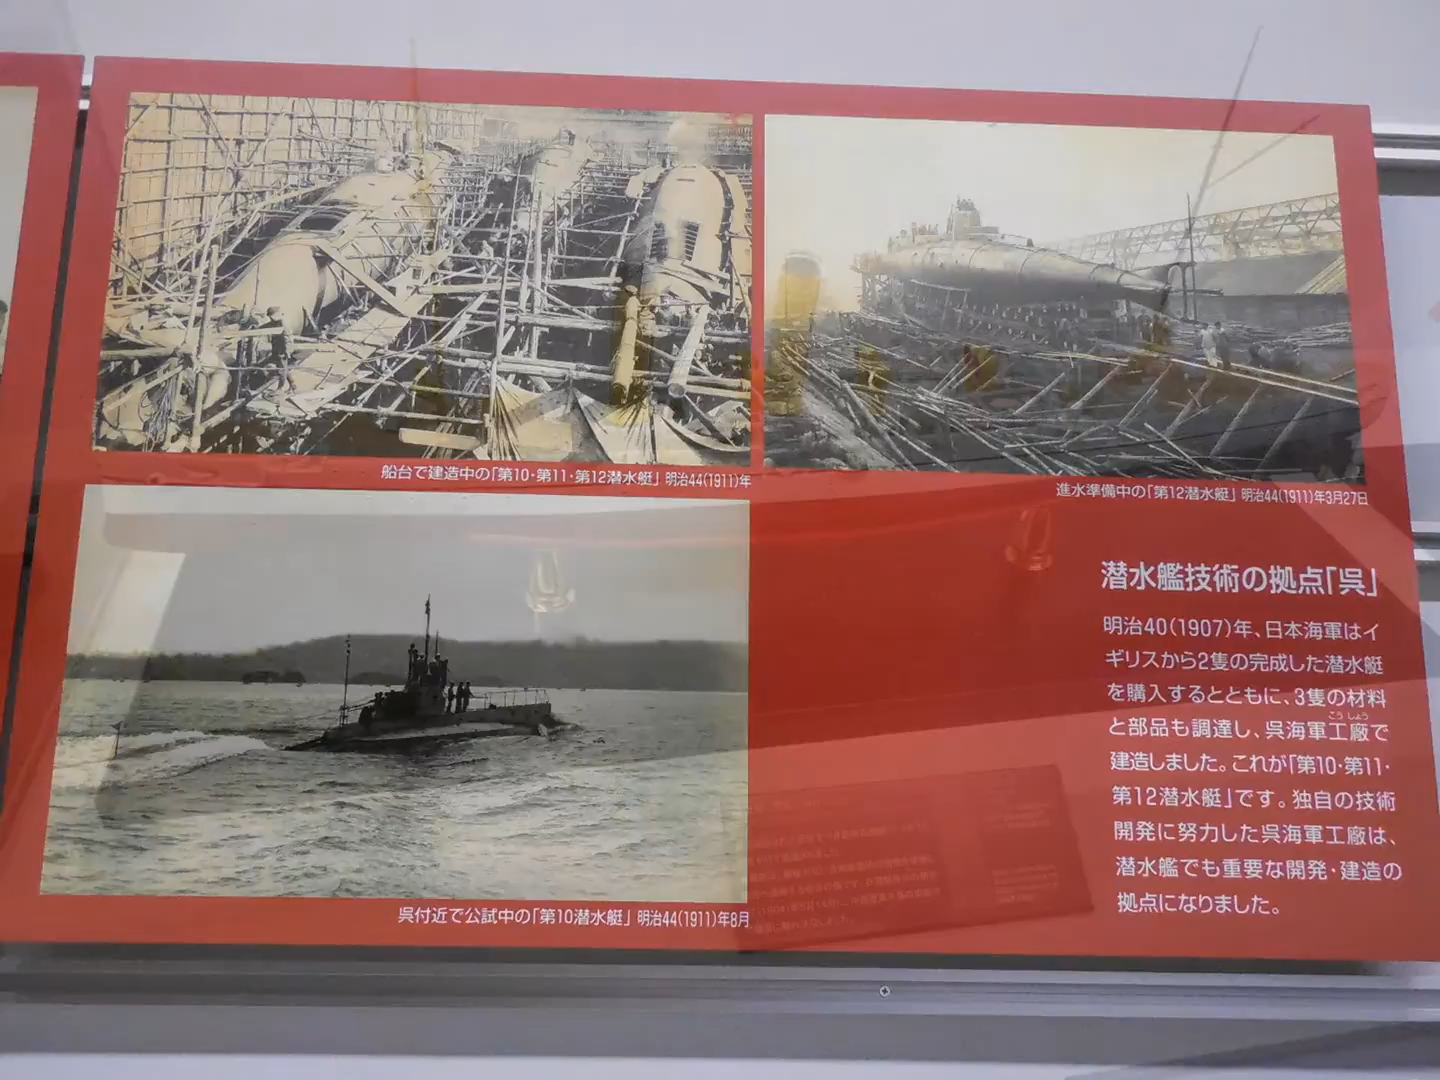 船台で建造中の「第10・第11・第12潜水艇」 明治44(1911)年
進水準備中の「第12潜水艇」 明治44(1911)年3月27日
呉付近で公試中の「第10潜水艇」 明治44(1911)年8月
潜水艦技術の拠点「呉」
明治40(1907)年、日本海軍はイ
ギリスから2隻の完成した潜水艇
を購入するとともに、3隻の材料
と部品も調達し、呉海軍工廠で
こうしょう
建造しました。これが「第10・第11・
第12潜水艇」です。独自の技術
開発に努力した呉海軍工廠は、
潜水艦でも重要な開発・建造の
拠点になりました。